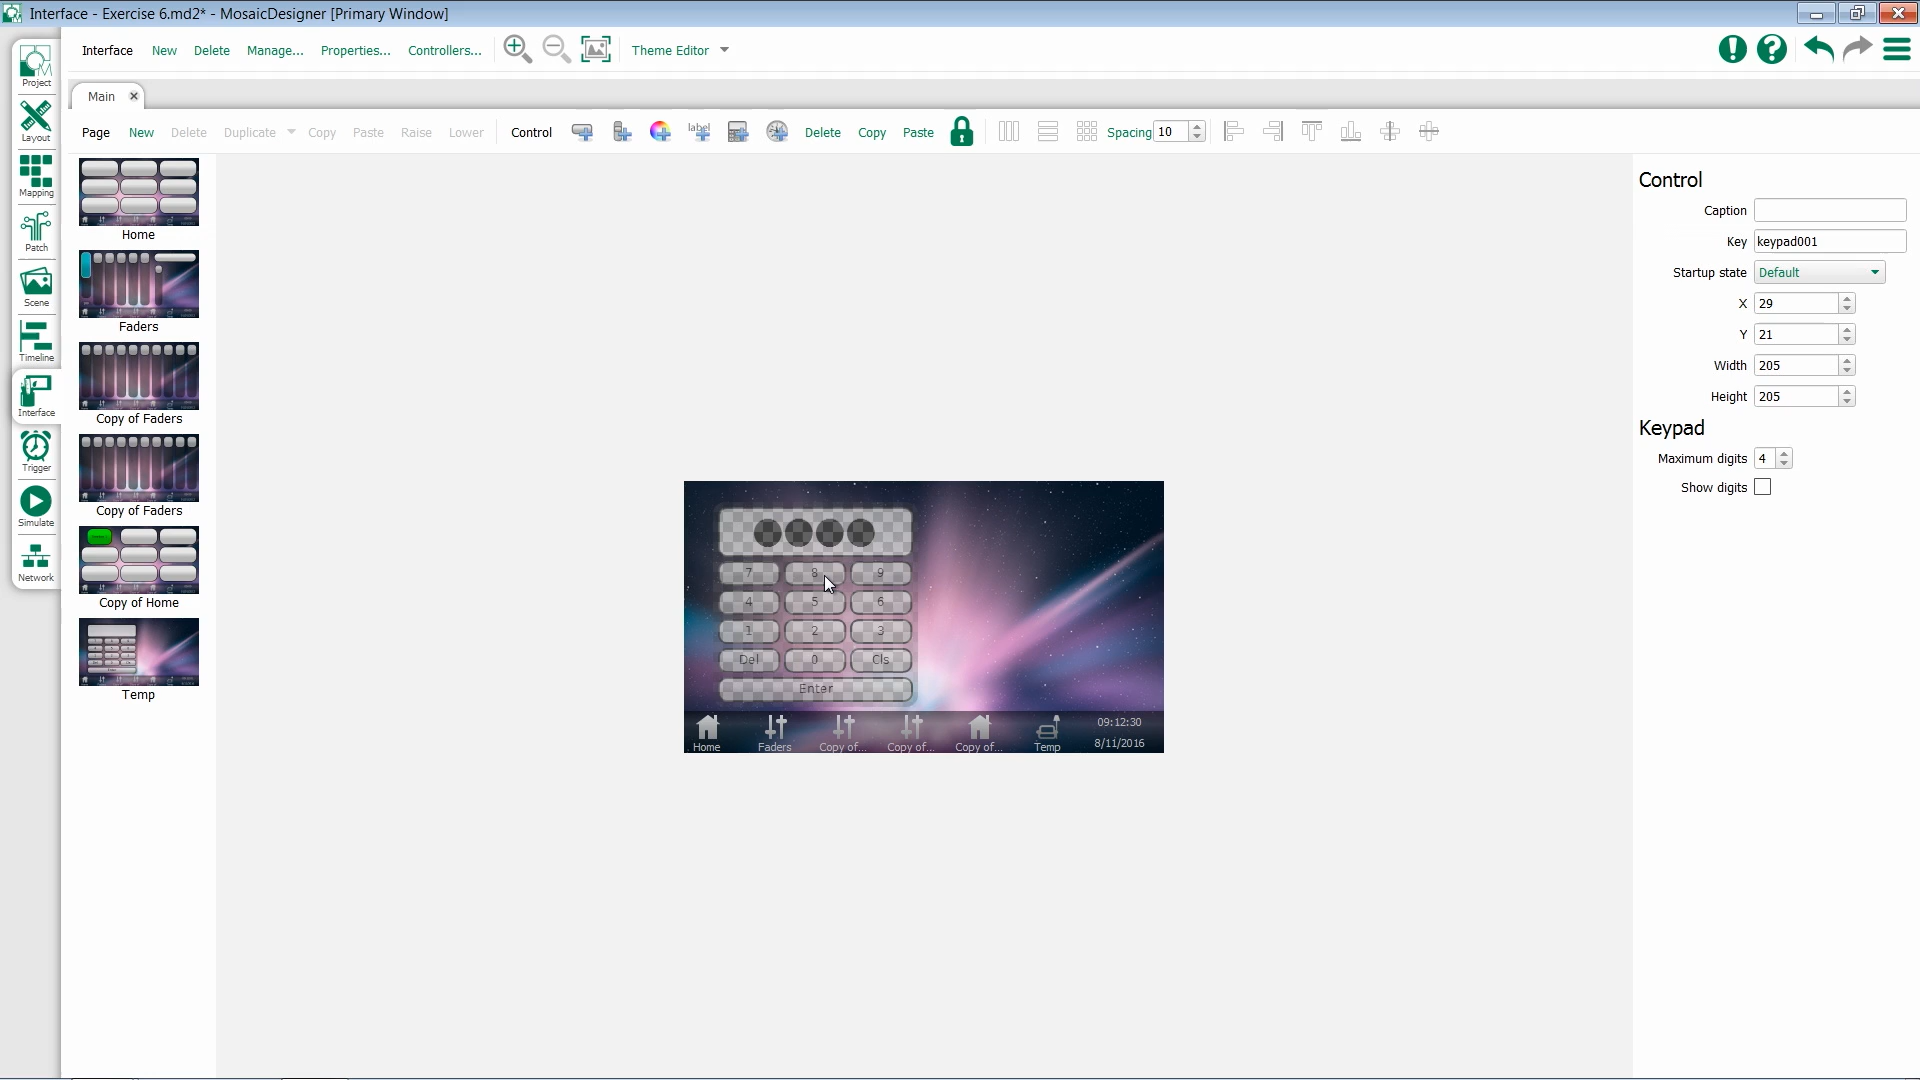 Interface - Exercise 6.md2* - MosaicDesigner [Primary Window]
Interface New Delete Manage... Properties... Controllers... Theme Editor
Main
Page New Delete Duplicate Copy Paste Raise Lower Control label Delete Copy Paste Spacing 10
Project
Layout
Mapping
Patch
Scene
Timeline
Interface
Trigger
Simulate
Network
Home
Faders
Copy of Faders
Copy of Faders
Copy of Home
Temp
7 8 9
4 5 6
1 2 3
Del 0 Cls
Enter
Home Faders Copy of... Copy of... Copy of... Temp
09:12:30
8/11/2016
Control
Caption
Key keypad001
Startup state Default
X 29
Y 21
Width 205
Height 205
Keypad
Maximum digits 4
Show digits